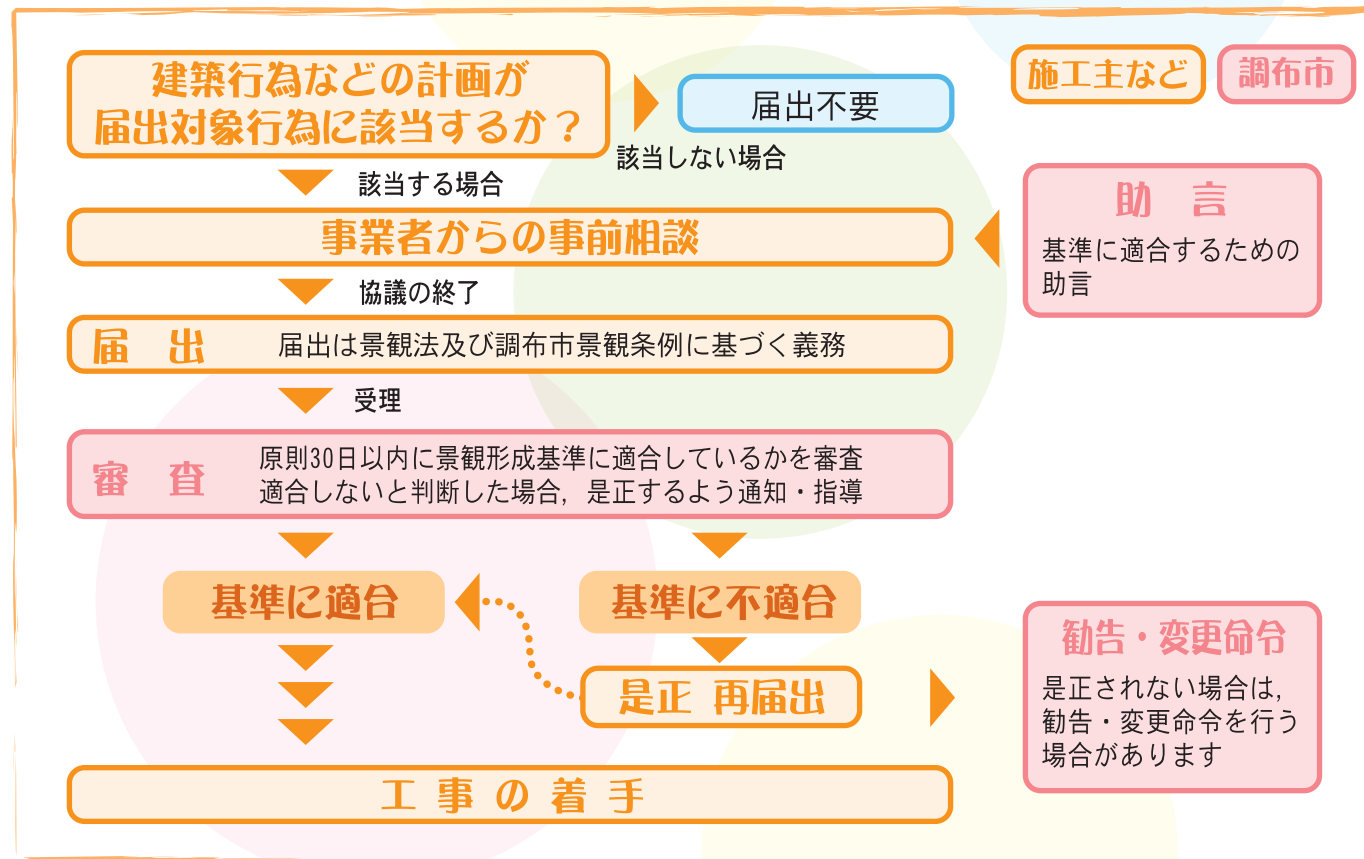 建築行為などの計画が
届出対象行為に該当するか？
届出不要
施工主など
調布市
該当しない場合
該当する場合
事業者からの事前相談
助　言
基準に適合するための
助言
協議の終了
届　出
届出は景観法及び調布市景観条例に基づく義務
受理
審　査
原則30日以内に景観形成基準に適合しているかを審査
適合しないと判断した場合，是正するよう通知・指導
基準に適合
基準に不適合
是正 再届出
勧告・変更命令
是正されない場合は，
勧告・変更命令を行う
場合があります
工 事 の 着 手